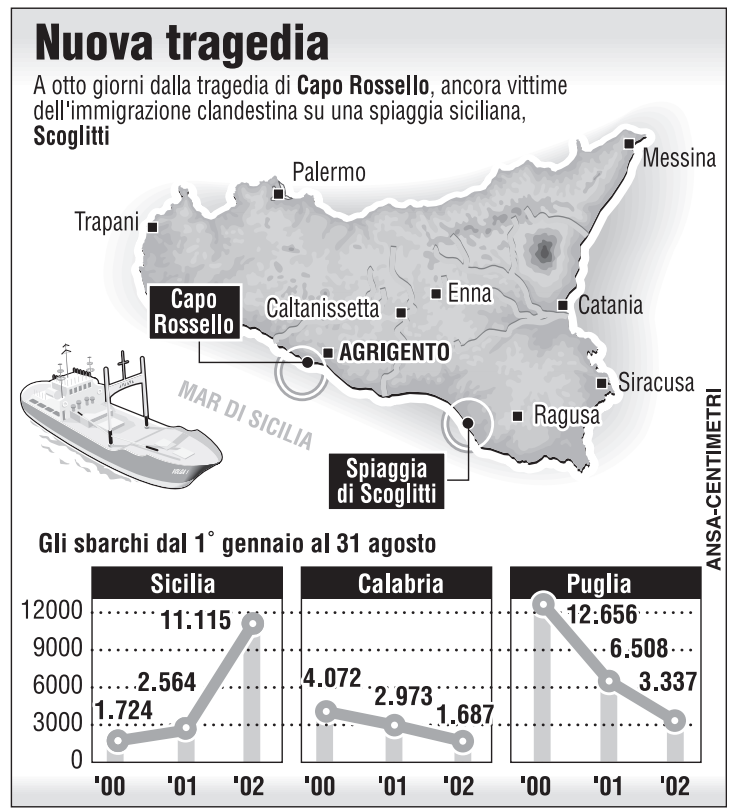 Nuova tragedia
A otto giorni dalla tragedia di Capo Rossello, ancora vittime
dell'immigrazione clandestina su una spiaggia siciliana,
Scoglitti
Messina
Palermo
Trapani
Capo
Rossello
Caltanissetta
Enna
Catania
AGRIGENTO
Siracusa
MAR DI SICILIA
Ragusa
Spiaggia
di Scoglitti
ANSA-CENTIMETRI
Gli sbarchi dal 1° gennaio al 31 agosto
Sicilia
Calabria
Puglia
12000
9000
6000
3000
0
1.724
2.564
11.115
'00 '01 '02
4.072
2.973
1.687
'00 '01 '02
12.656
6.508
3.337
'00 '01 '02